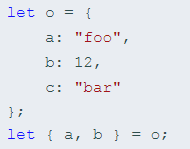 let o = {
    a: "foo",
    b: 12,
    c: "bar"
};
let { a, b } = o;